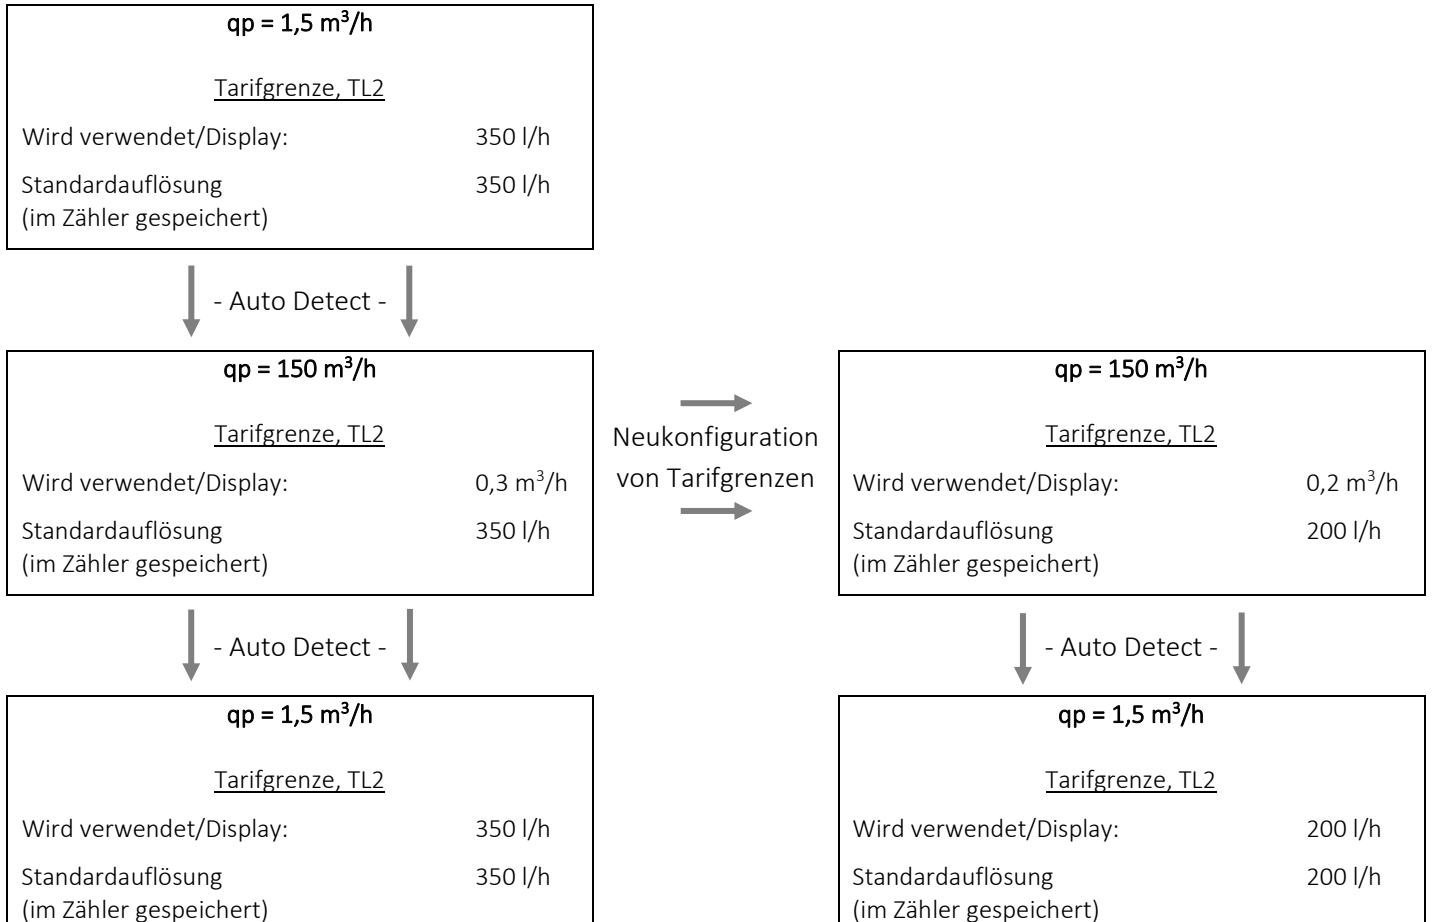 qp = 1,5 m³/h
Tarifgrenze, TL2
Wird verwendet/Display: 350 l/h
Standardauflösung 350 l/h
(im Zähler gespeichert)
- Auto Detect -
qp = 150 m³/h
Tarifgrenze, TL2
Wird verwendet/Display: 0,3 m³/h
Standardauflösung 350 l/h
(im Zähler gespeichert)
Neukonfiguration
von Tarifgrenzen
qp = 150 m³/h
Tarifgrenze, TL2
Wird verwendet/Display: 0,2 m³/h
Standardauflösung 200 l/h
(im Zähler gespeichert)
- Auto Detect -
- Auto Detect -
qp = 1,5 m³/h
Tarifgrenze, TL2
Wird verwendet/Display: 350 l/h
Standardauflösung 350 l/h
(im Zähler gespeichert)
qp = 1,5 m³/h
Tarifgrenze, TL2
Wird verwendet/Display: 200 l/h
Standardauflösung 200 l/h
(im Zähler gespeichert)